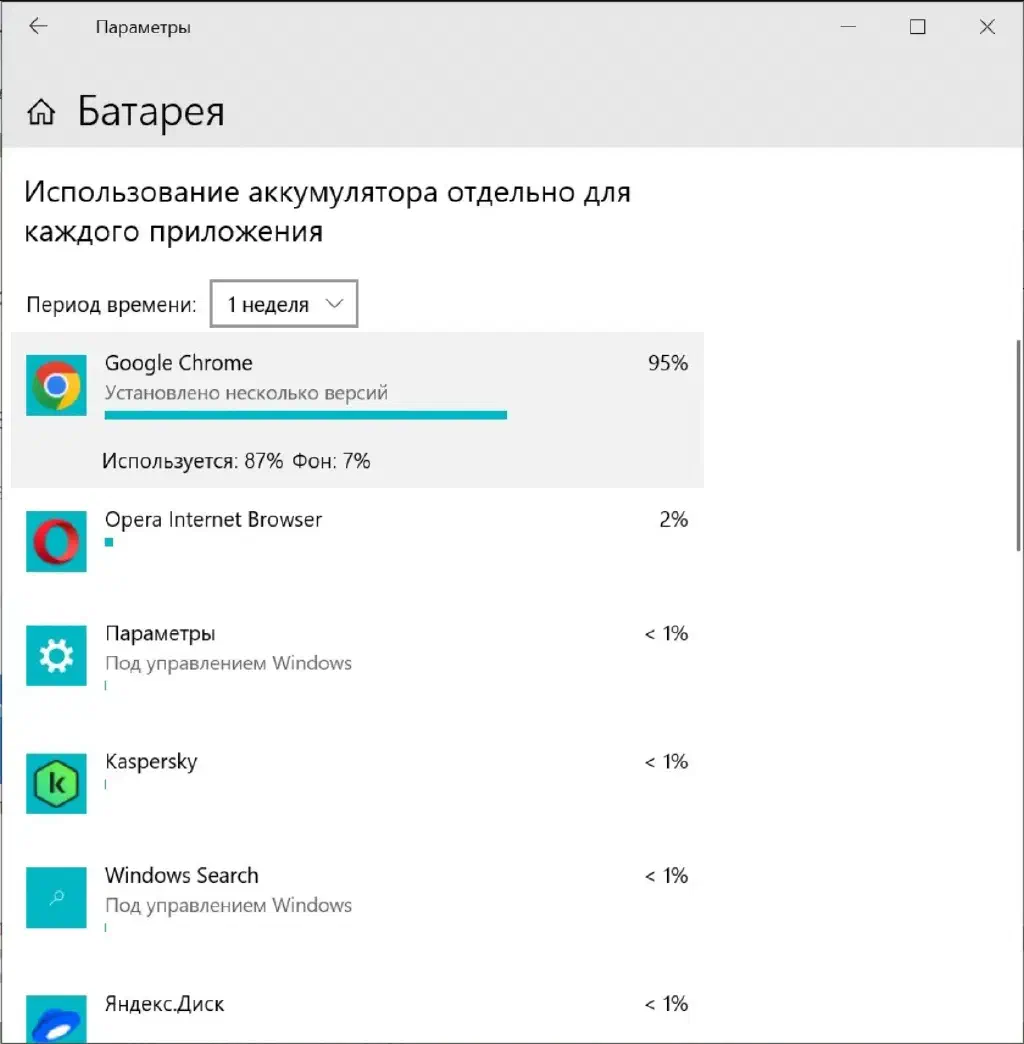 Параметры
Батарея
Использование аккумулятора отдельно для
каждого приложения
Период времени: 1 неделя
Google Chrome 95%
Установлено несколько версий
Используется: 87% Фон: 7%
Opera Internet Browser 2%
Параметры < 1%
Под управлением Windows
Kaspersky < 1%
Windows Search < 1%
Под управлением Windows
Яндекс.Диск < 1%